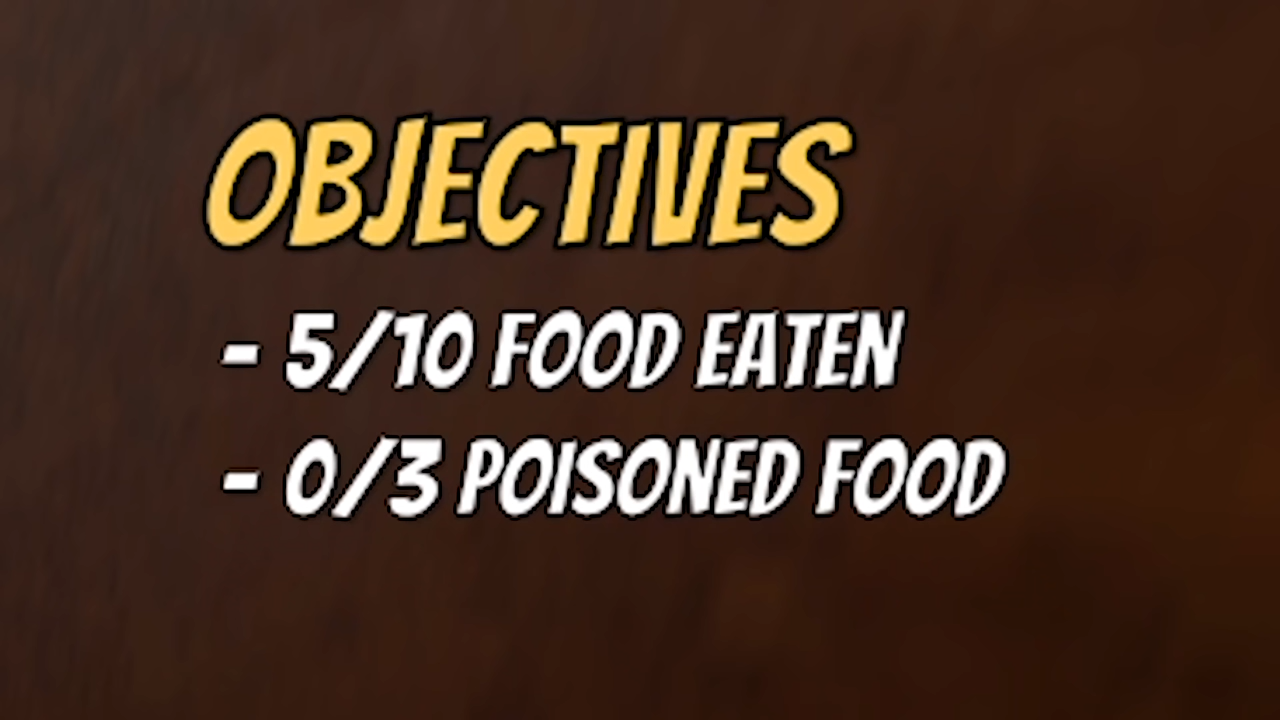 OBJECTIVES
- 5/10 FOOD EATEN
- 0/3 POISONED FOOD